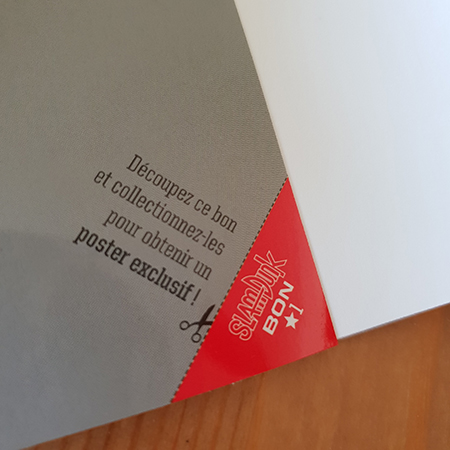 Découpez ce bon
et collectionnez-les
pour obtenir un
poster exclusif !
SLAM DUNK
BON
★1